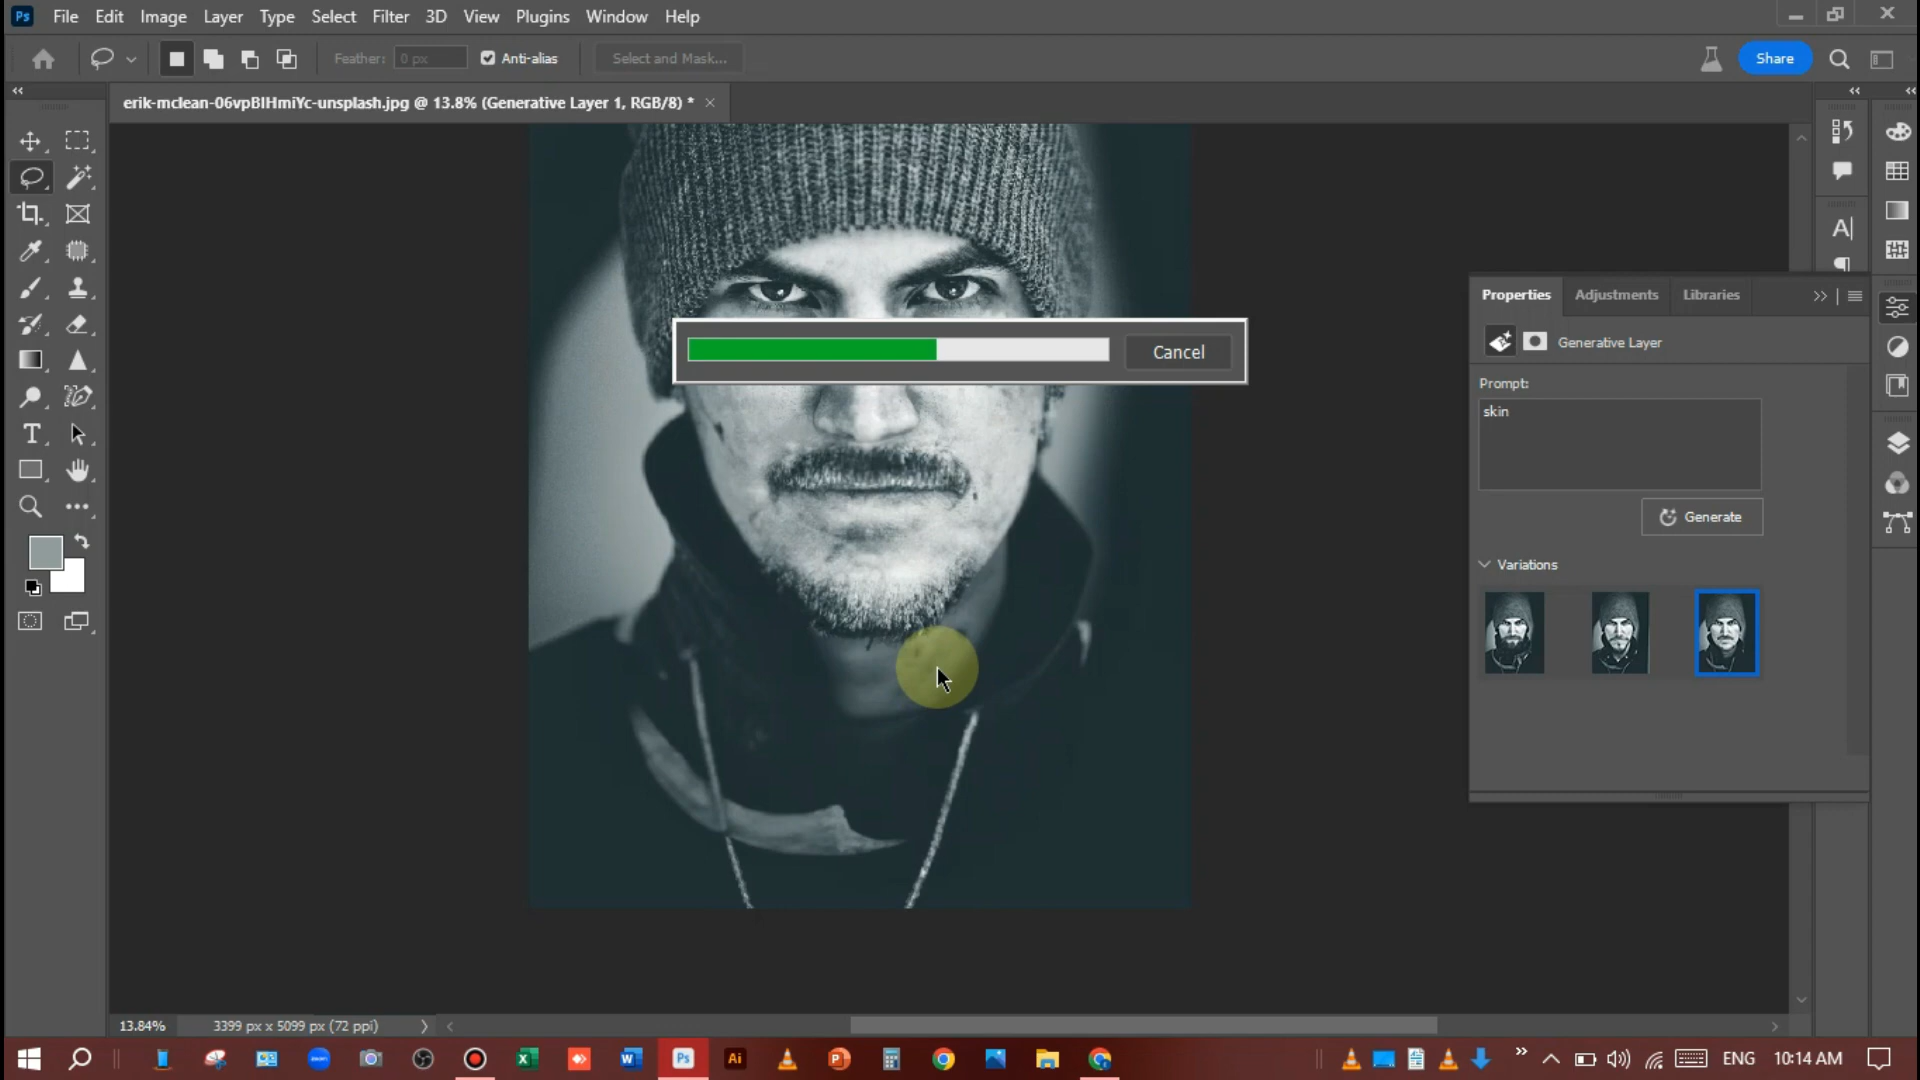 Ps File Edit Image Layer Type Select Filter 3D View Plugins Window Help
Feather: 0 px Anti-alias Select and Mask... Share
erik-mclean-06vpBIHmiYc-unsplash.jpg @ 13.8% (Generative Layer 1, RGB/8) *
Cancel
Properties Adjustments Libraries
Generative Layer
Prompt:
skin
Generate
Variations
13.84% 3399 px x 5099 px (72 ppi)
ENG 10:14 AM